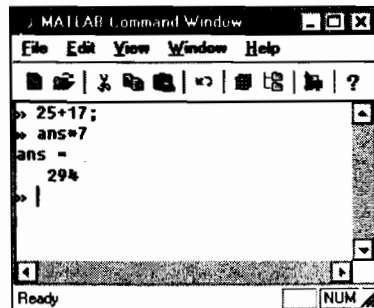 MATLAB Command Window
File Edit View Window Help
?
» 25+17;
» ans*7
ans =
294
»
Ready NUM